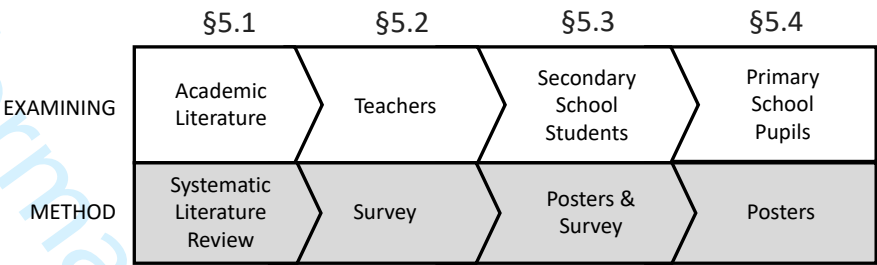 §5.1 §5.2 §5.3 §5.4
EXAMINING
Academic
Literature
Teachers
Secondary
School
Students
Primary
School
Pupils
METHOD
Systematic
Literature
Review
Survey
Posters &
Survey
Posters